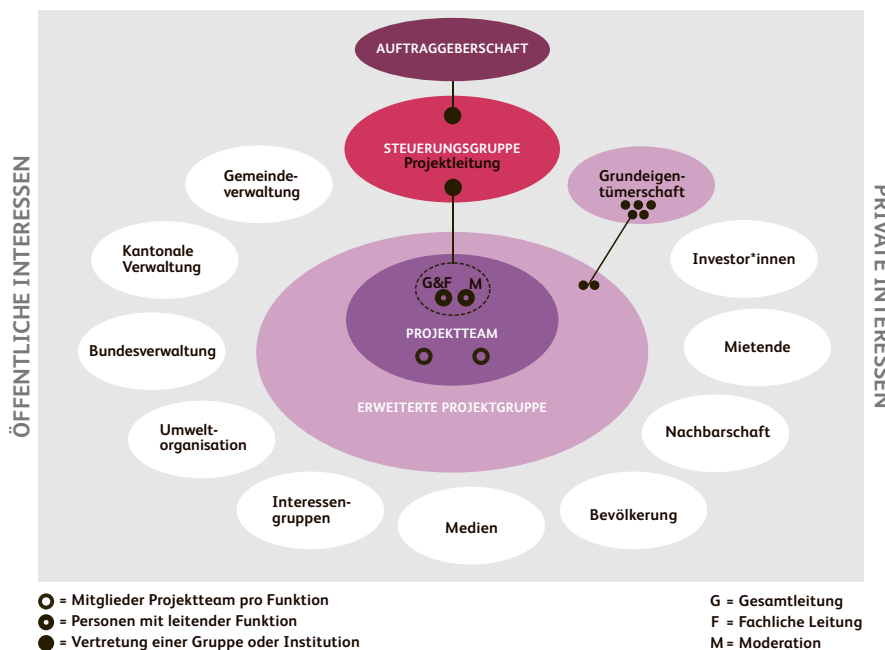 AUFTRAGGEBERSCHAFT
STEUERUNGSGRUPPE
Projektleitung
Gemeinde-
verwaltung
Grundeigen-
tümerschaft
Kantonale
Verwaltung
Investor*innen
G&F
M
PROJEKTTEAM
Bundesverwaltung
Mietende
ERWEITERTE PROJEKTGRUPPE
Umwelt-
organisation
Nachbarschaft
Interessen-
gruppen
Medien
Bevölkerung
ÖFFENTLICHE INTERESSEN
PRIVATE INTERESSEN
= Mitglieder Projektteam pro Funktion
= Personen mit leitender Funktion
= Vertretung einer Gruppe oder Institution
G = Gesamtleitung
F = Fachliche Leitung
M = Moderation